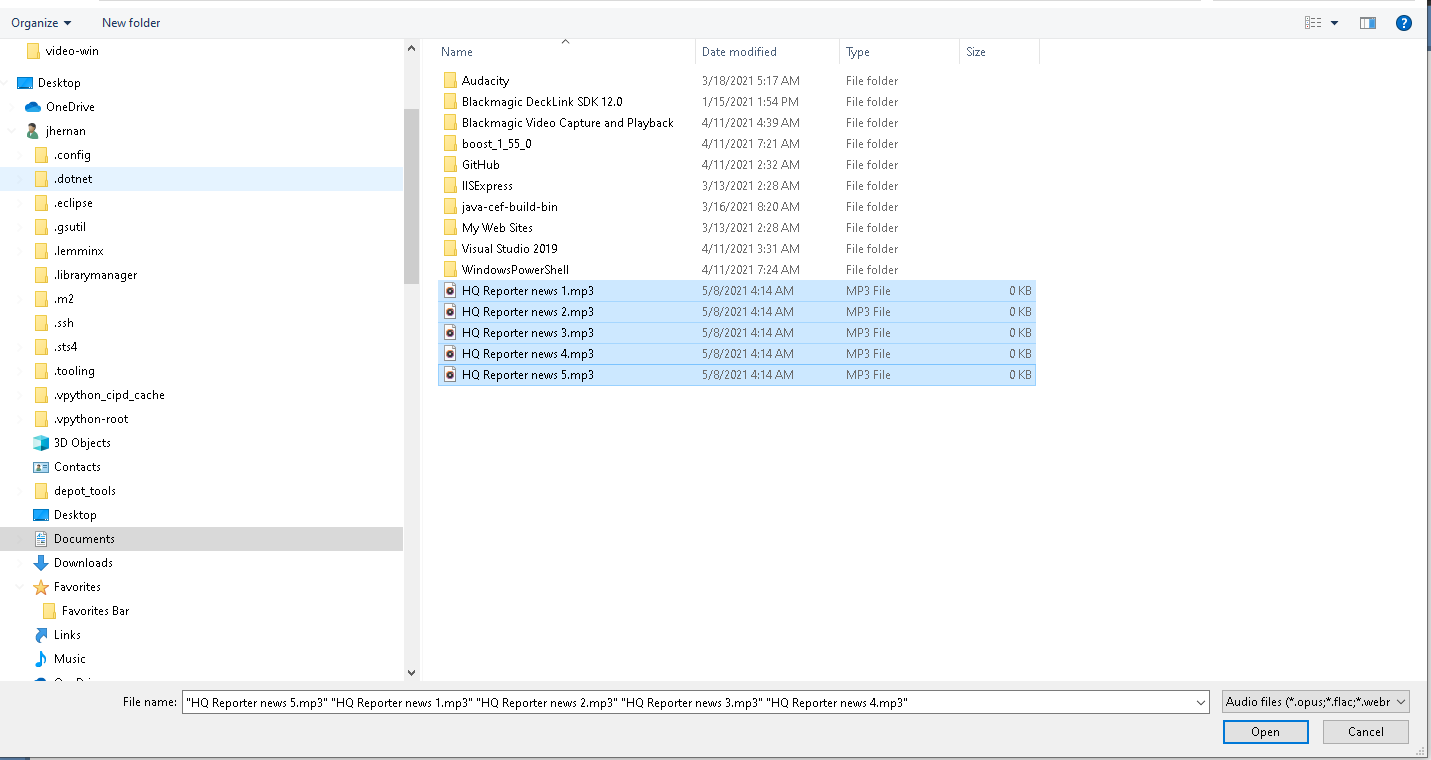 Organize New folder
video-win
Desktop
OneDrive
jhernan
.config
.dotnet
.eclipse
.gsutil
.lemminx
.librarymanager
.m2
.ssh
.sts4
.tooling
.vpython_cipd_cache
.vpython-root
3D Objects
Contacts
depot_tools
Desktop
Documents
Downloads
Favorites
Favorites Bar
Links
Music
Name Date modified Type Size
Audacity 3/18/2021 5:17 AM File folder
Blackmagic DeckLink SDK 12.0 1/15/2021 1:54 PM File folder
Blackmagic Video Capture and Playback 4/11/2021 4:39 AM File folder
boost_1_55_0 4/11/2021 7:21 AM File folder
GitHub 4/11/2021 2:32 AM File folder
IISExpress 3/13/2021 2:28 AM File folder
java-cef-build-bin 3/16/2021 8:20 AM File folder
My Web Sites 3/13/2021 2:28 AM File folder
Visual Studio 2019 4/11/2021 3:31 AM File folder
WindowsPowerShell 4/11/2021 7:24 AM File folder
HQ Reporter news 1.mp3 5/8/2021 4:14 AM MP3 File 0 KB
HQ Reporter news 2.mp3 5/8/2021 4:14 AM MP3 File 0 KB
HQ Reporter news 3.mp3 5/8/2021 4:14 AM MP3 File 0 KB
HQ Reporter news 4.mp3 5/8/2021 4:14 AM MP3 File 0 KB
HQ Reporter news 5.mp3 5/8/2021 4:14 AM MP3 File 0 KB
File name: "HQ Reporter news 5.mp3" "HQ Reporter news 1.mp3" "HQ Reporter news 2.mp3" "HQ Reporter news 3.mp3" "HQ Reporter news 4.mp3" Audio files (*.opus;*.flac;*.webr
Open Cancel